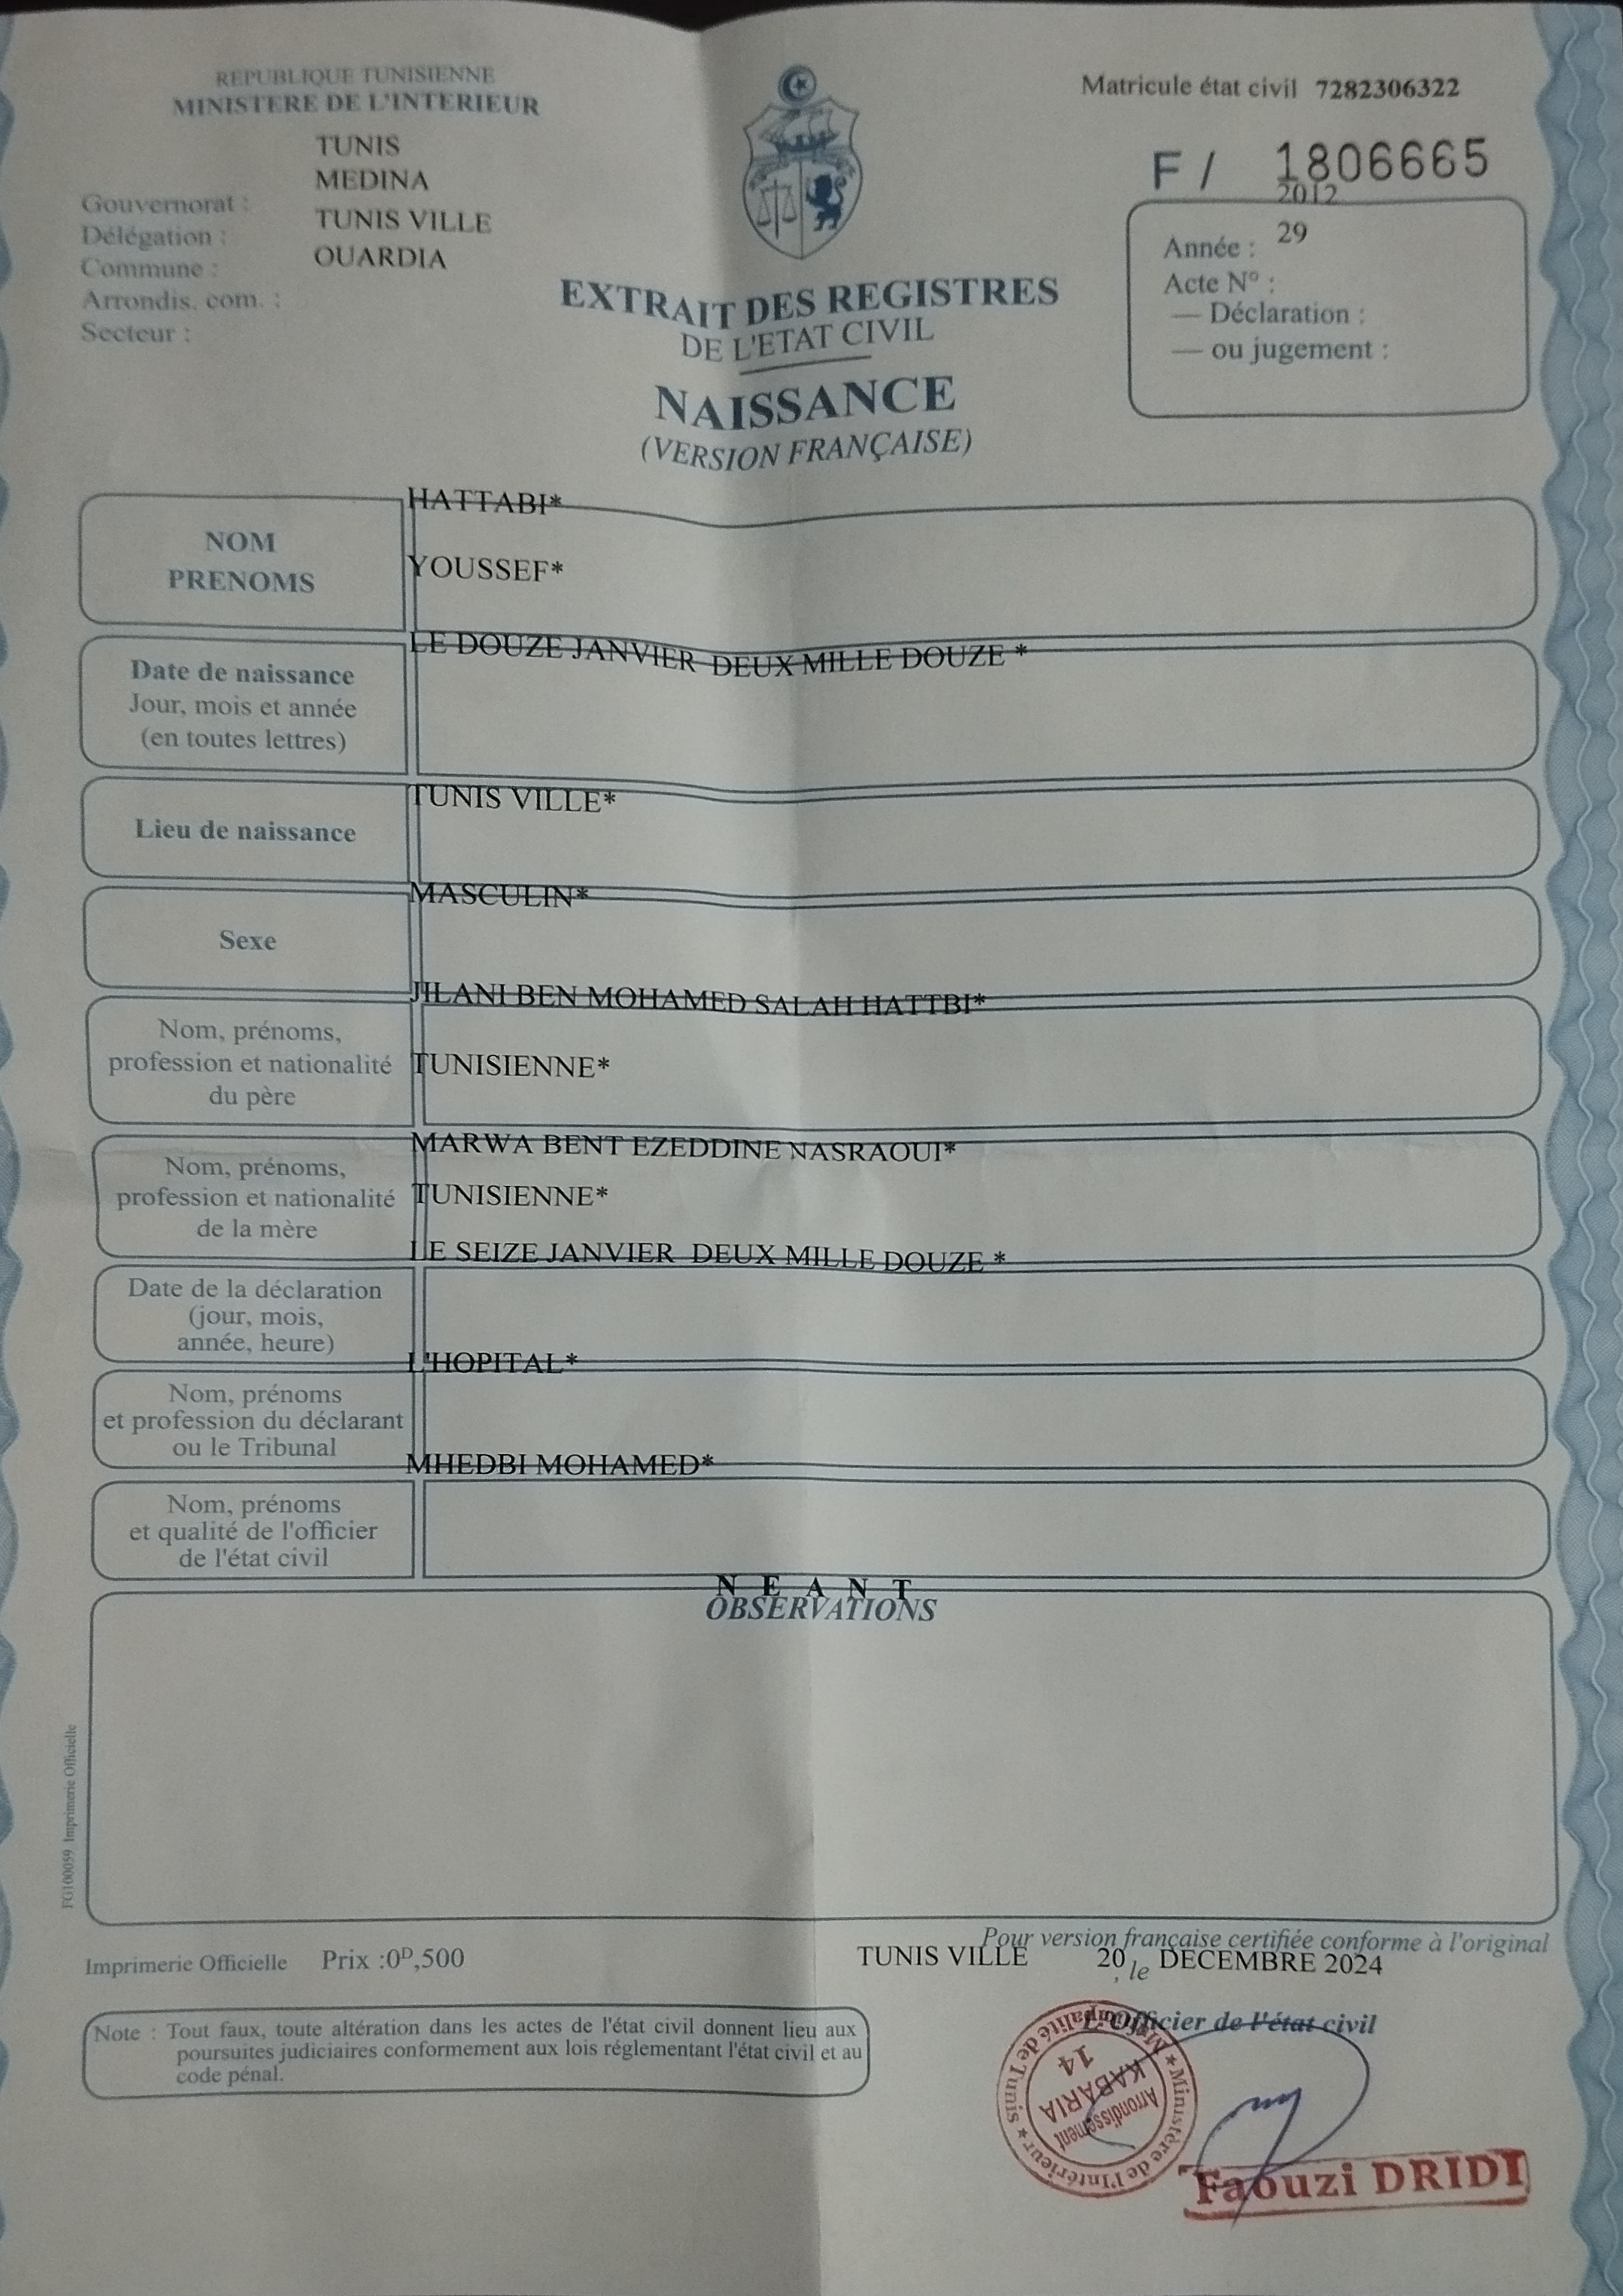 REPUBLIQUE TUNISIENNE
MINISTERE DE L'INTERIEUR
TUNIS
MEDINA
Gouvernorat :
TUNIS VILLE
Délégation :
OUARDIA
Commune :
Arrondis. com. :
Secteur :
Matricule état civil 7282306322
F / 1806665
2012
Année : 29
Acte N° :
— Déclaration :
— ou jugement :
EXTRAIT DES REGISTRES
DE L'ETAT CIVIL
NAISSANCE
(VERSION FRANÇAISE)
HATTABI*
NOM
YOUSSEF*
PRENOMS
LE DOUZE JANVIER DEUX MILLE DOUZE *
Date de naissance
Jour, mois et année
(en toutes lettres)
TUNIS VILLE*
Lieu de naissance
MASCULIN*
Sexe
JILANI BEN MOHAMED SALAH HATTBI*
Nom, prénoms,
profession et nationalité
TUNISIENNE*
du père
MARWA BENT EZEDDINE NASRAOUI*
Nom, prénoms,
profession et nationalité
TUNISIENNE*
de la mère
LE SEIZE JANVIER DEUX MILLE DOUZE *
Date de la déclaration
(jour, mois,
année, heure)
L'HOPITAL*
Nom, prénoms
et profession du déclarant
ou le Tribunal
MHEDBI MOHAMED*
Nom, prénoms
et qualité de l'officier
de l'état civil
N E A N T
OBSERVATIONS
FG100059 Imprimerie Officielle
Pour version française certifiée conforme à l'original
Imprimerie Officielle Prix :0D,500
TUNIS VILLE , le 20 DECEMBRE 2024
L'Officier de l'état civil
Note : Tout faux, toute altération dans les actes de l'état civil donnent lieu aux
poursuites judiciaires conformement aux lois réglementant l'état civil et au
code pénal.
★ Ministère de l'Intérieur ★ Municipalité de Tunis
Arrondissement
KABARIA
14
Faouzi DRIDI